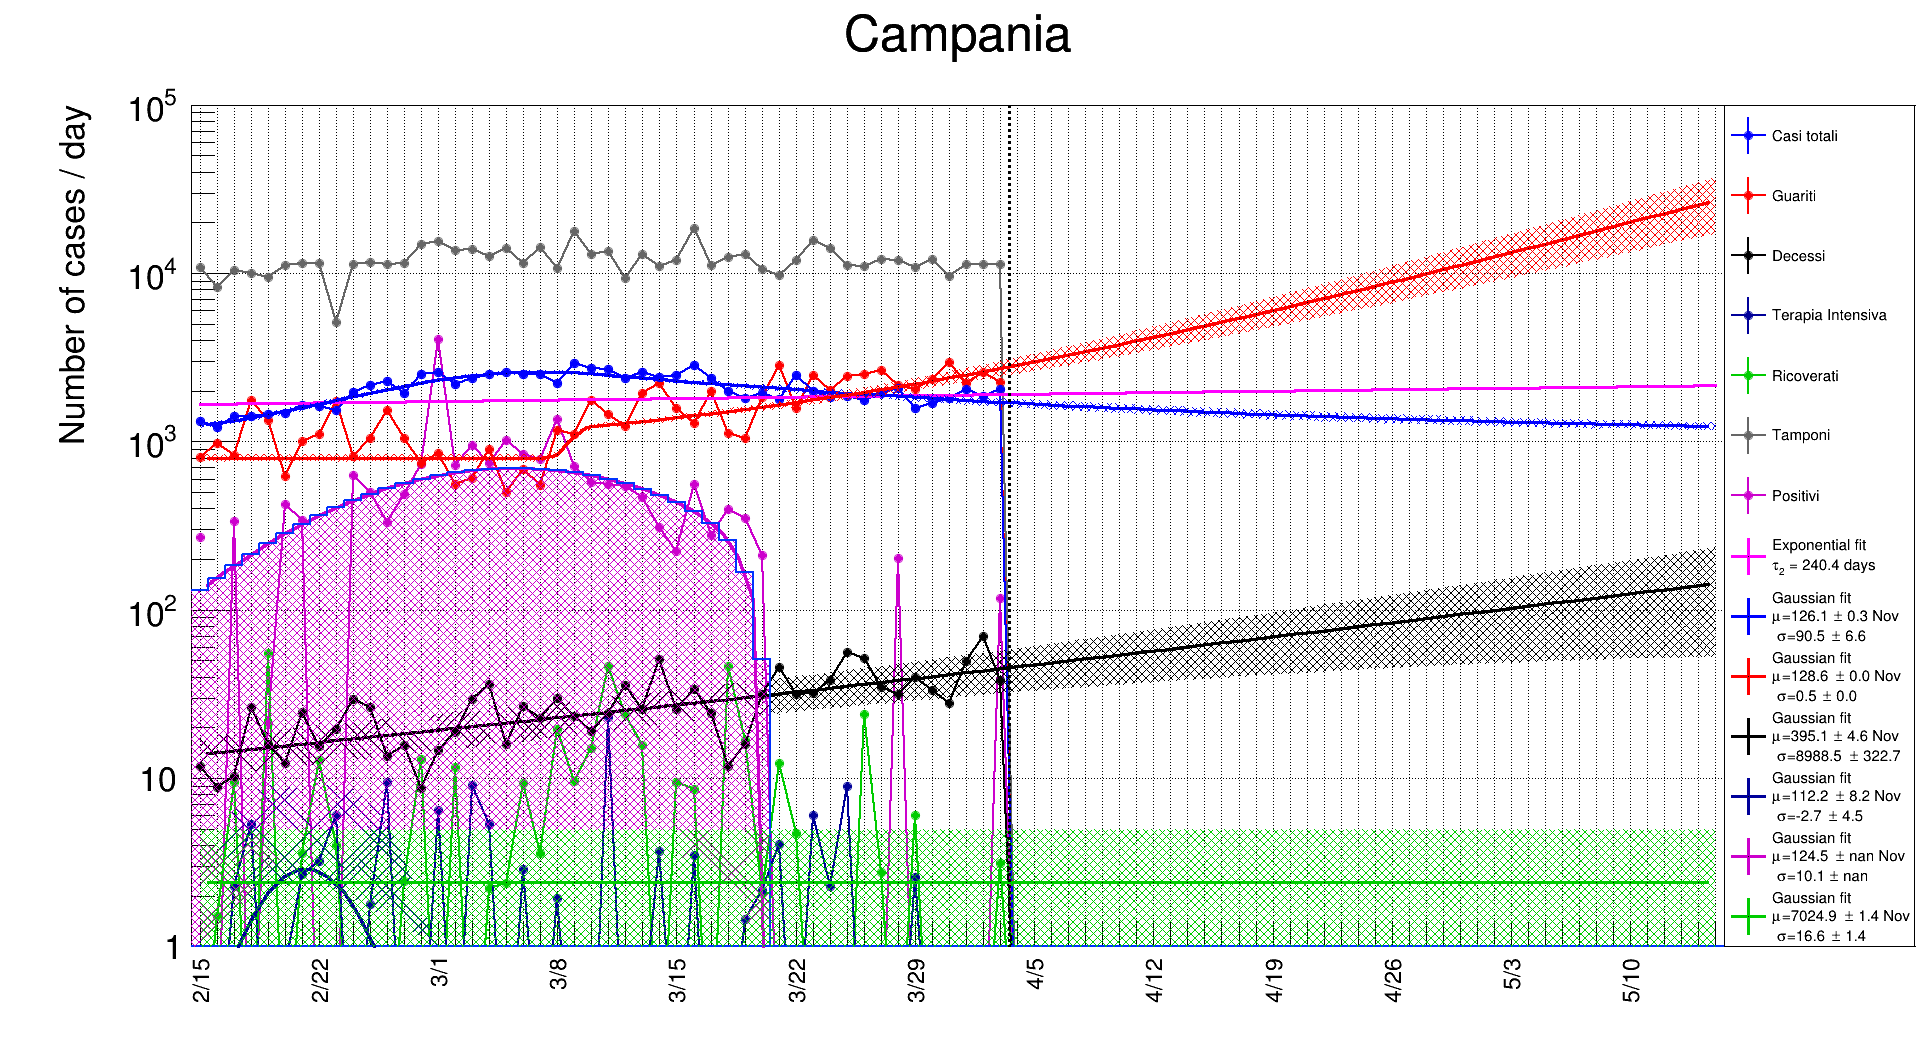 Campania
Number of cases / day
10^5
10^4
10^3
10^2
10
1
2/15
2/22
3/1
3/8
3/15
3/22
3/29
4/5
4/12
4/19
4/26
5/3
5/10
Casi totali
Guariti
Decessi
Terapia Intensiva
Ricoverati
Tamponi
Positivi
Exponential fit
τ₂ = 240.4 days
Gaussian fit
μ=126.1 ± 0.3 Nov
σ=90.5 ± 6.6
Gaussian fit
μ=128.6 ± 0.0 Nov
σ=0.5 ± 0.0
Gaussian fit
μ=395.1 ± 4.6 Nov
σ=8988.5 ± 322.7
Gaussian fit
μ=112.2 ± 8.2 Nov
σ=-2.7 ± 4.5
Gaussian fit
μ=124.5 ± nan Nov
σ=10.1 ± nan
Gaussian fit
μ=7024.9 ± 1.4 Nov
σ=16.6 ± 1.4